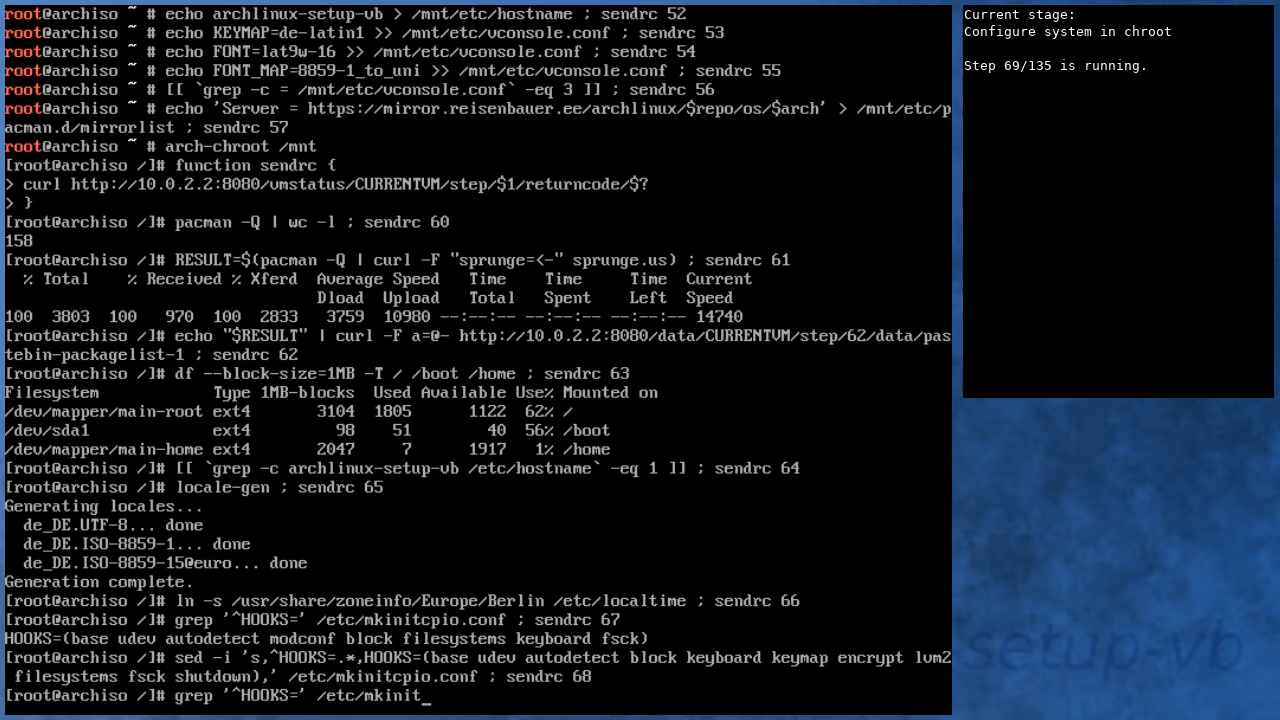 root@archiso ~ # echo archlinux-setup-vb > /mnt/etc/hostname ; sendrc 52
root@archiso ~ # echo KEYMAP=de-latin1 >> /mnt/etc/vconsole.conf ; sendrc 53
root@archiso ~ # echo FONT=lat9w-16 >> /mnt/etc/vconsole.conf ; sendrc 54
root@archiso ~ # echo FONT_MAP=8859-1_to_uni >> /mnt/etc/vconsole.conf ; sendrc 55
root@archiso ~ # [[ `grep -c = /mnt/etc/vconsole.conf` -eq 3 ]] ; sendrc 56
root@archiso ~ # echo 'Server = https://mirror.reisenbauer.ee/archlinux/$repo/os/$arch' > /mnt/etc/p
acman.d/mirrorlist ; sendrc 57
root@archiso ~ # arch-chroot /mnt
[root@archiso /]# function sendrc {
> curl http://10.0.2.2:8080/vmstatus/CURRENTVM/step/$1/returncode/$?
> }
[root@archiso /]# pacman -Q | wc -l ; sendrc 60
158
[root@archiso /]# RESULT=$(pacman -Q | curl -F "sprunge=<-" sprunge.us) ; sendrc 61
  % Total    % Received % Xferd  Average Speed   Time    Time     Time  Current
                                 Dload  Upload   Total   Spent    Left  Speed
100  3803  100   970  100  2833   3759  10980 --:--:-- --:--:-- --:--:-- 14740
[root@archiso /]# echo "$RESULT" | curl -F a=@- http://10.0.2.2:8080/data/CURRENTVM/step/62/data/pas
tebin-packagelist-1 ; sendrc 62
[root@archiso /]# df --block-size=1MB -T / /boot /home ; sendrc 63
Filesystem            Type 1MB-blocks  Used Available Use% Mounted on
/dev/mapper/main-root ext4       3104  1805      1122  62% /
/dev/sda1             ext4         98    51        40  56% /boot
/dev/mapper/main-home ext4       2047     7      1917   1% /home
[root@archiso /]# [[ `grep -c archlinux-setup-vb /etc/hostname` -eq 1 ]] ; sendrc 64
[root@archiso /]# locale-gen ; sendrc 65
Generating locales...
  de_DE.UTF-8... done
  de_DE.ISO-8859-1... done
  de_DE.ISO-8859-15@euro... done
Generation complete.
[root@archiso /]# ln -s /usr/share/zoneinfo/Europe/Berlin /etc/localtime ; sendrc 66
[root@archiso /]# grep '^HOOKS=' /etc/mkinitcpio.conf ; sendrc 67
HOOKS=(base udev autodetect modconf block filesystems keyboard fsck)
[root@archiso /]# sed -i 's,^HOOKS=.*,HOOKS=(base udev autodetect block keyboard keymap encrypt lvm2
 filesystems fsck shutdown),' /etc/mkinitcpio.conf ; sendrc 68
[root@archiso /]# grep '^HOOKS=' /etc/mkinit_
Current stage:
Configure system in chroot
Step 69/135 is running.
setup-vb